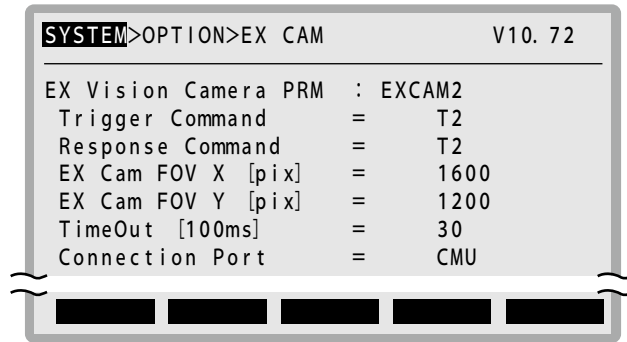 SYSTEM>OPTION>EX CAM V10.72
EX Vision Camera PRM : EXCAM2
Trigger Command = T2
Response Command = T2
EX Cam FOV X [pix] = 1600
EX Cam FOV Y [pix] = 1200
TimeOut [100ms] = 30
Connection Port = CMU